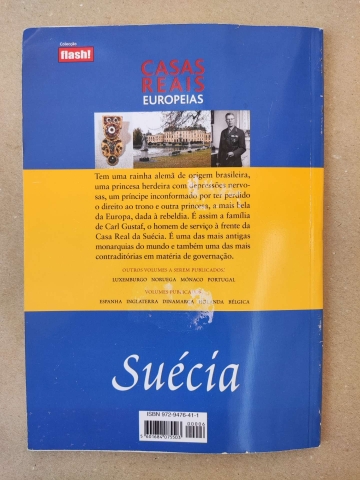 Colecção
flash!
CASAS
REAIS
EUROPEIAS
Tem uma rainha alemã de origem brasileira,
uma princesa herdeira com depressões nervo-
sas, um príncipe inconformado por ter perdido
o direito ao trono e outra princesa, a mais bela
da Europa, dada à rebeldia. É assim a família
de Carl Gustaf, o homem de serviço à frente da
Casa Real da Suécia. É uma das mais antigas
monarquias do mundo e também uma das mais
contraditórias em matéria de governação.
OUTROS VOLUMES A SEREM PUBLICADOS:
LUXEMBURGO NORUEGA MÓNACO PORTUGAL
ESPANHA INGLATERRA DINAMARCA HOLANDA BÉLGICA
Suécia
ISBN 972-9476-41-1
00006